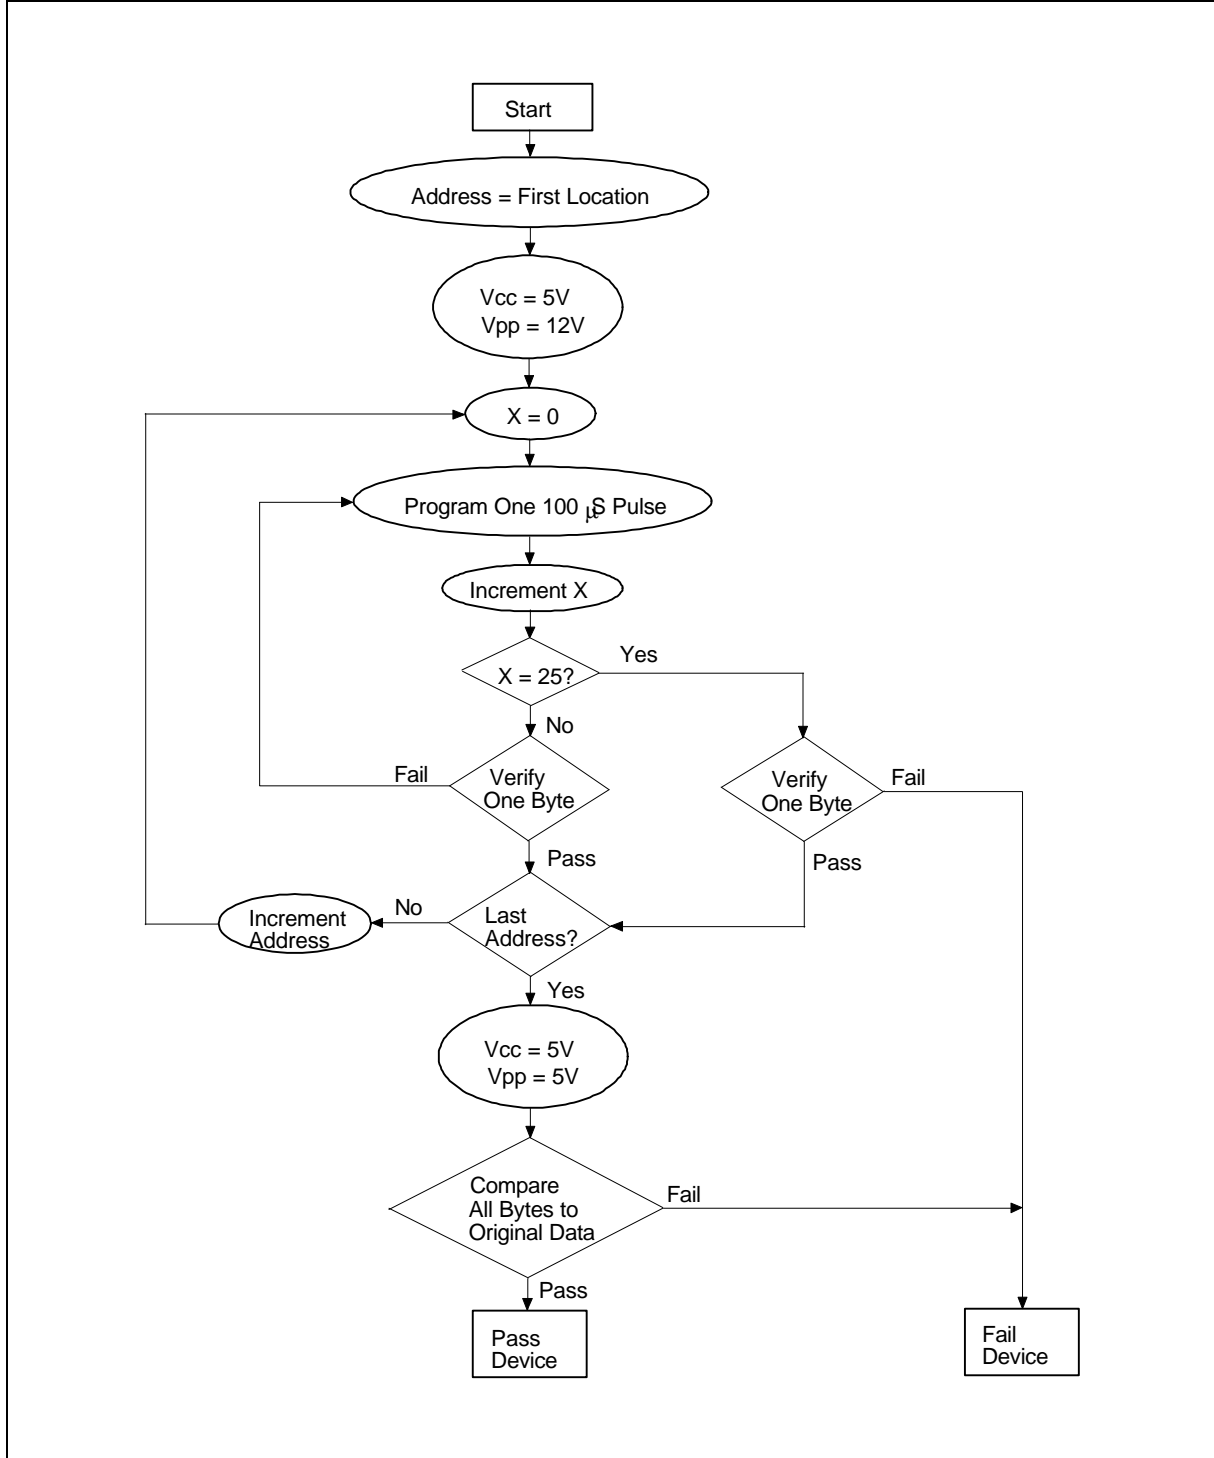 Start
Address = First Location
Vcc = 5V
Vpp = 12V
X = 0
Program One 100 μS Pulse
Increment X
X = 25?
Yes
No
Verify
One Byte
Fail
Pass
Verify
One Byte
Fail
Pass
Last
Address?
No
Increment
Address
Yes
Vcc = 5V
Vpp = 5V
Compare
All Bytes to
Original Data
Fail
Pass
Pass
Device
Fail
Device